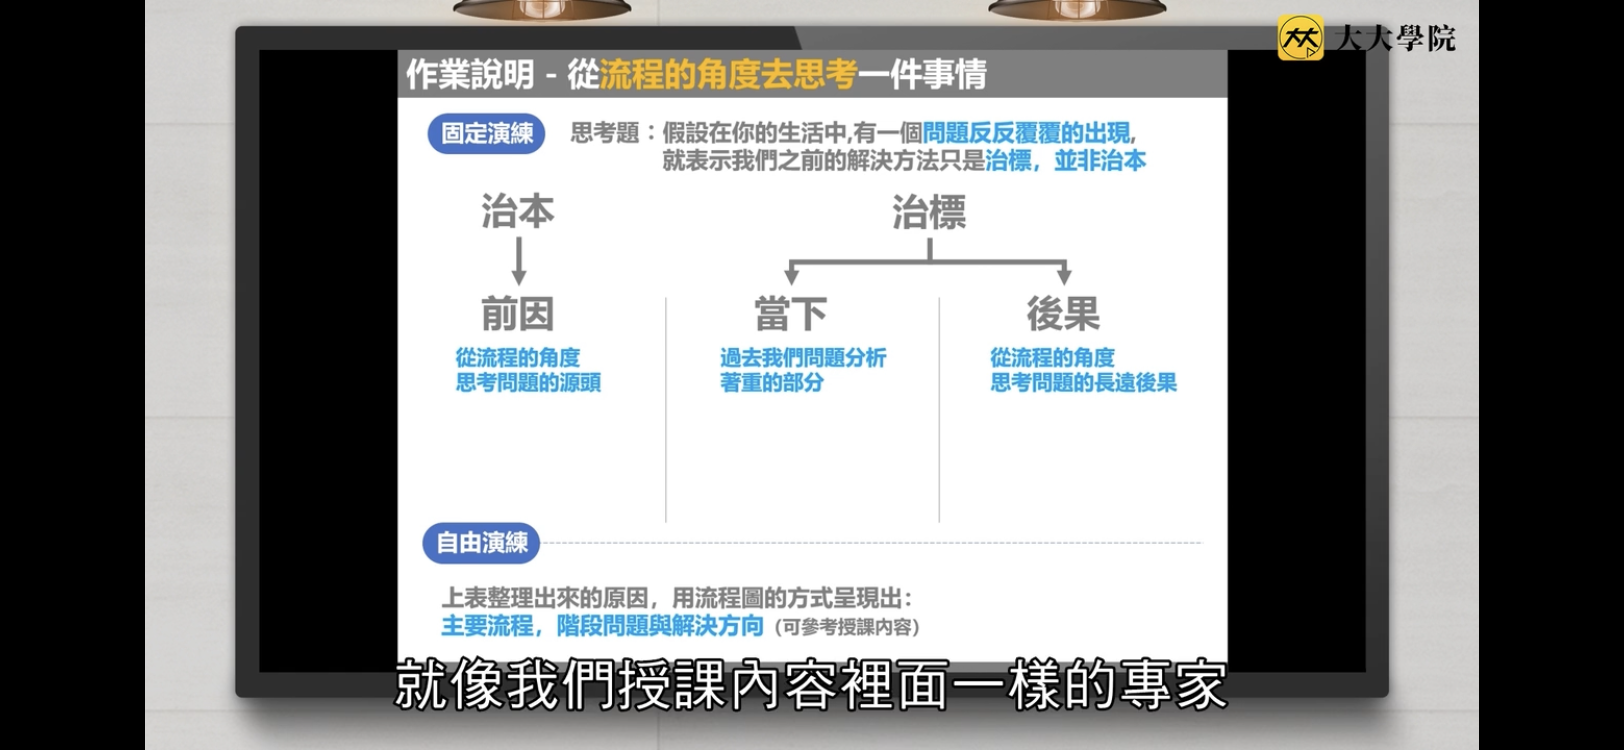 大大學院
作業說明 - 從流程的角度去思考一件事情
固定演練
思考題：假設在你的生活中,有一個問題反反覆覆的出現,
就表示我們之前的解決方法只是治標，並非治本
治本
治標
前因
從流程的角度
思考問題的源頭
當下
過去我們問題分析
著重的部分
後果
從流程的角度
思考問題的長遠後果
自由演練
上表整理出來的原因，用流程圖的方式呈現出：
主要流程，階段問題與解決方向（可參考授課內容）
就像我們授課內容裡面一樣的專家